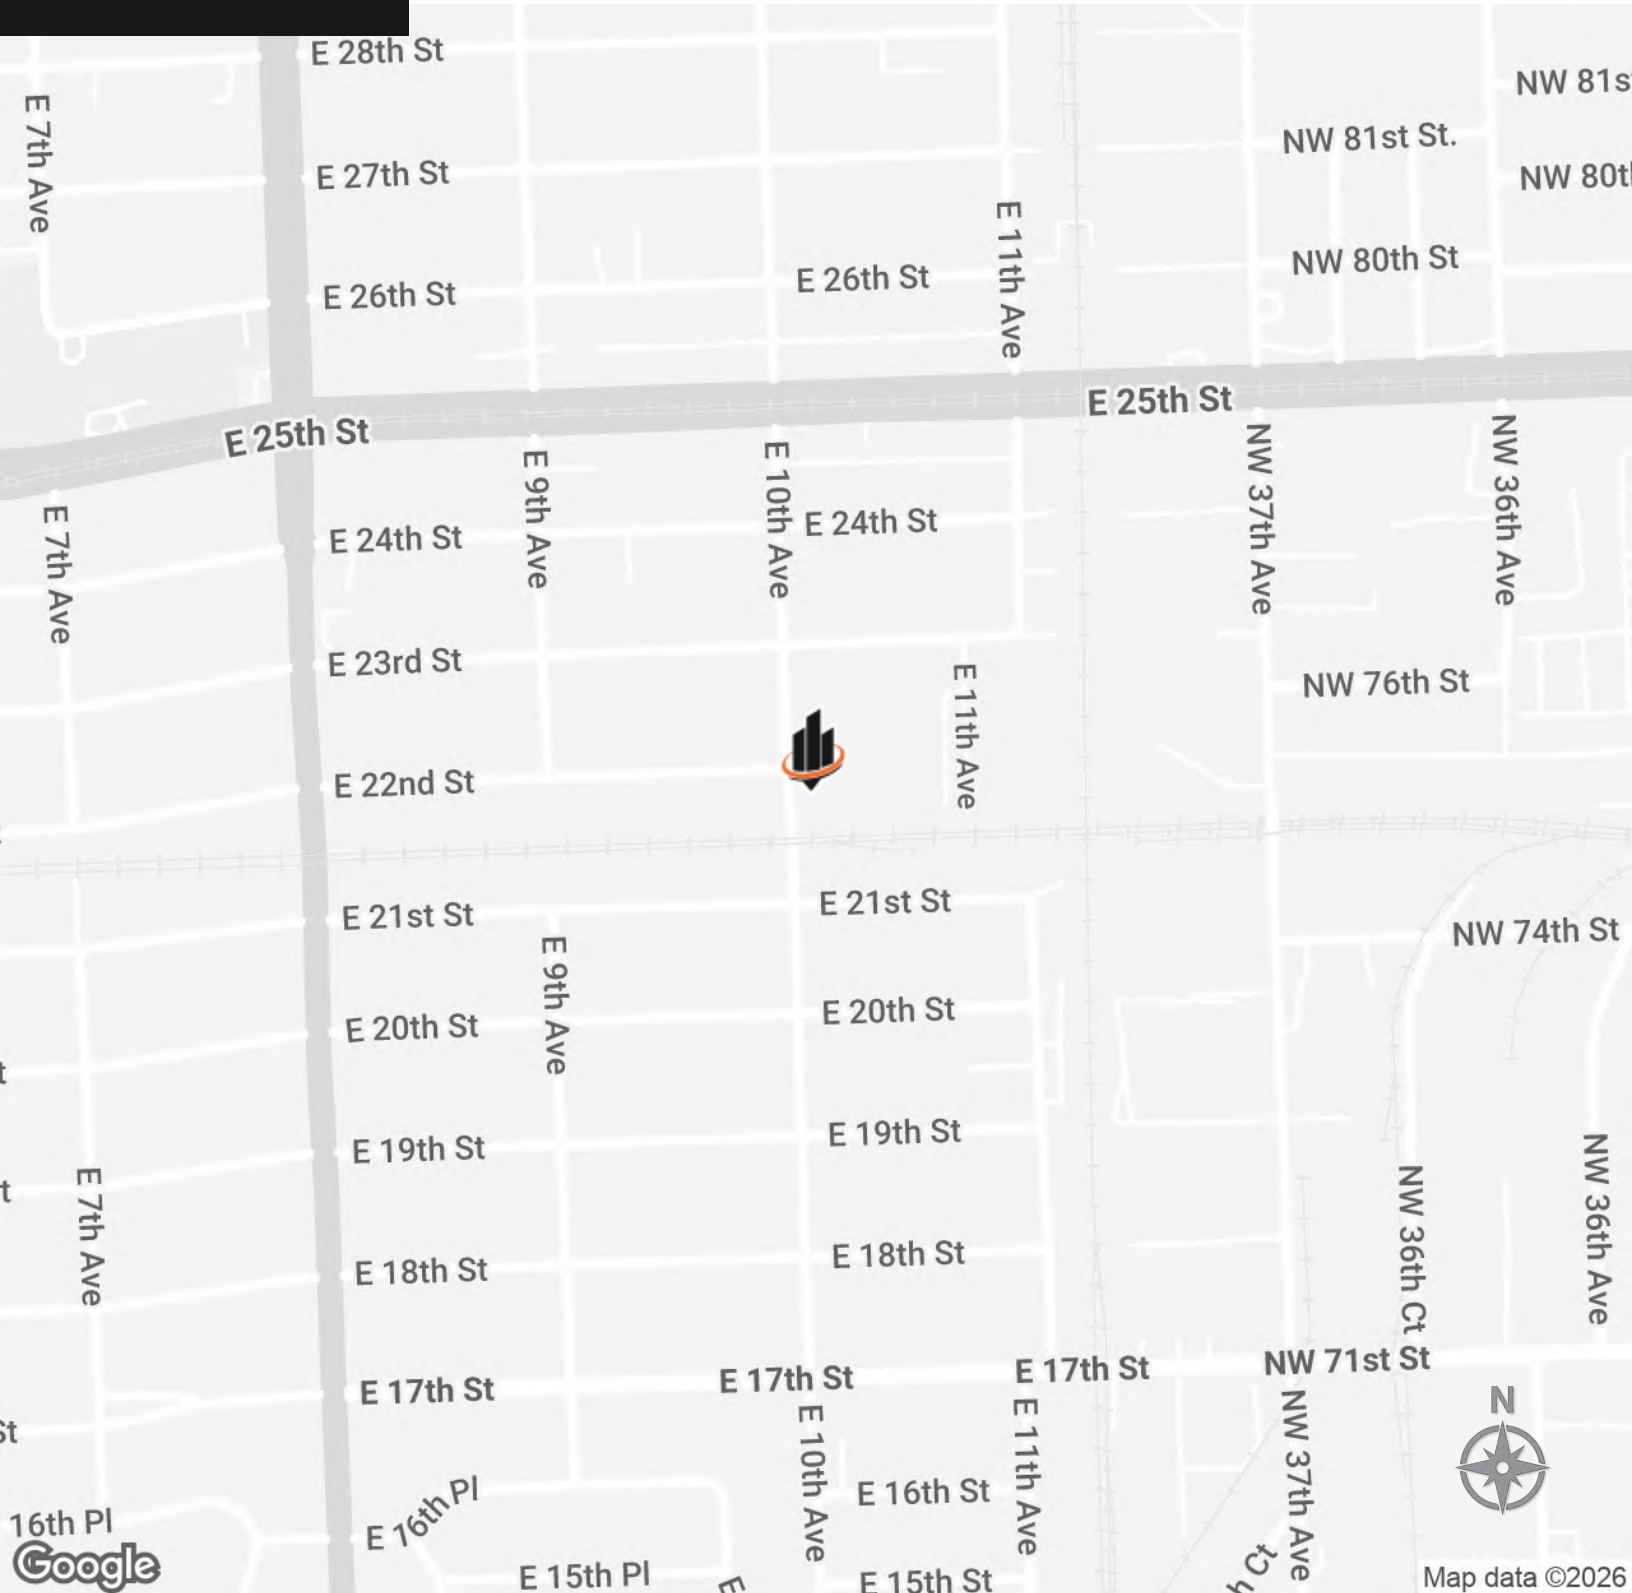 E 28th St
NW 81s
E 7th Ave
NW 81st St.
E 27th St
NW 80th
E 11th Ave
NW 80th St
E 26th St
E 26th St
E 25th St
E 25th St
E 9th Ave
E 10th Ave
NW 37th Ave
NW 36th Ave
E 7th Ave
E 24th St
E 24th St
E 23rd St
E 11th Ave
NW 76th St
E 22nd St
E 21st St
E 21st St
E 9th Ave
NW 74th St
E 20th St
E 20th St
E 19th St
E 19th St
E 7th Ave
NW 36th Ct
NW 36th Ave
E 18th St
E 18th St
E 17th St
E 17th St
E 17th St
NW 71st St
St
E 10th Ave
E 11th Ave
NW 37th Ave
N
16th Pl
E 16th Pl
E 16th St
Google
E 15th Pl
E
E 15th St
h Ct
Map data ©2026